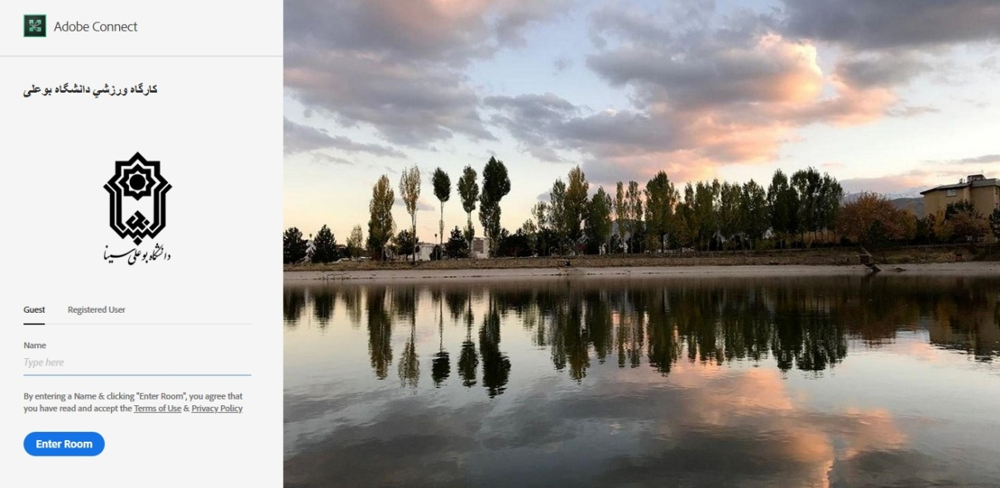 Adobe Connect
كارگاه ورزشي دانشگاه بوعلی
دانشگاه بوعلی سینا
Guest
Registered User
Name
Type here
By entering a Name & clicking "Enter Room", you agree that
you have read and accept the Terms of Use & Privacy Policy
Enter Room